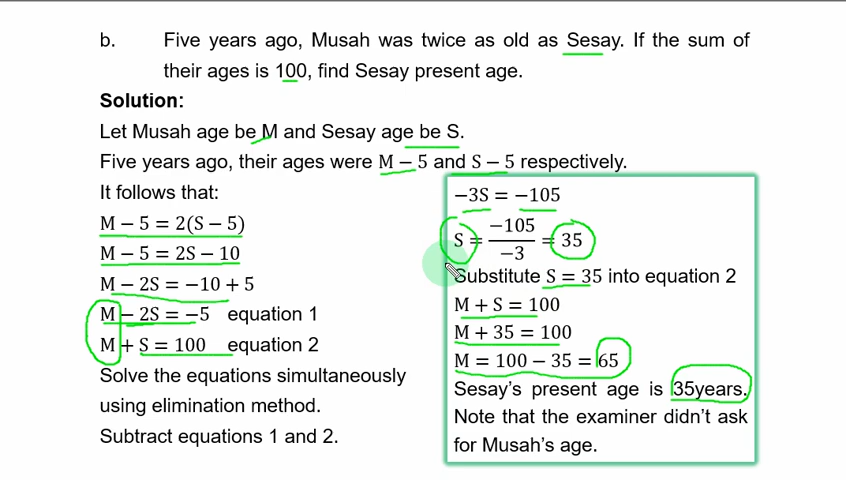 b. Five years ago, Musah was twice as old as Sesay. If the sum of
their ages is 100, find Sesay present age.
Solution:
Let Musah age be M and Sesay age be S.
Five years ago, their ages were M − 5 and S − 5 respectively.
It follows that:
M − 5 = 2(S − 5)
M − 5 = 2S − 10
M − 2S = −10 + 5
M − 2S = −5 equation 1
M + S = 100 equation 2
Solve the equations simultaneously
using elimination method.
Subtract equations 1 and 2.
−3S = −105
S = −105/−3 = 35
Substitute S = 35 into equation 2
M + S = 100
M + 35 = 100
M = 100 − 35 = 65
Sesay's present age is 35years.
Note that the examiner didn't ask
for Musah's age.